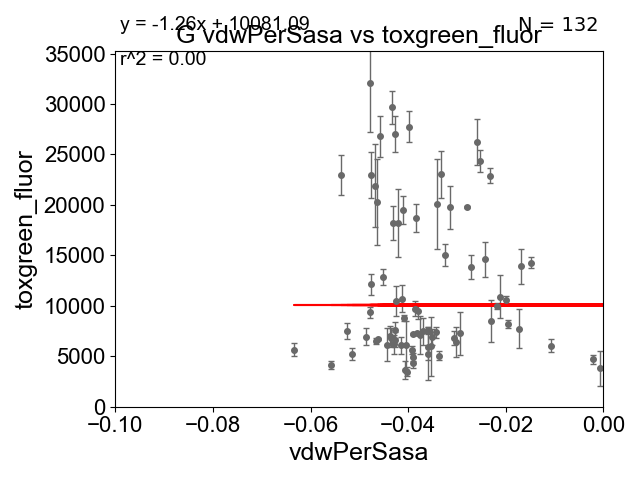 y = -1.26x + 10081.09
N = 132
G vdwPerSasa vs toxgreen_fluor
r^2 = 0.00
35000
30000
25000
20000
15000
10000
5000
0
toxgreen_fluor
−0.10 −0.08 −0.06 −0.04 −0.02 0.00
vdwPerSasa